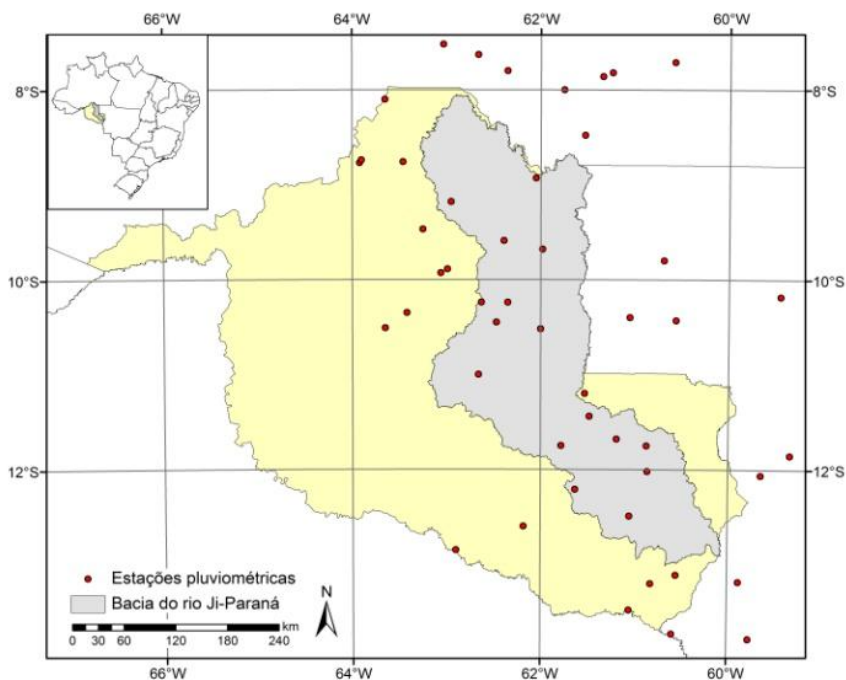 66°W 64°W 62°W 60°W
8°S 8°S
10°S 10°S
12°S 12°S
Estações pluviométricas
N
Bacia do rio Ji-Paraná
km
0 15 30 60 120 180 240
66°W 64°W 62°W 60°W